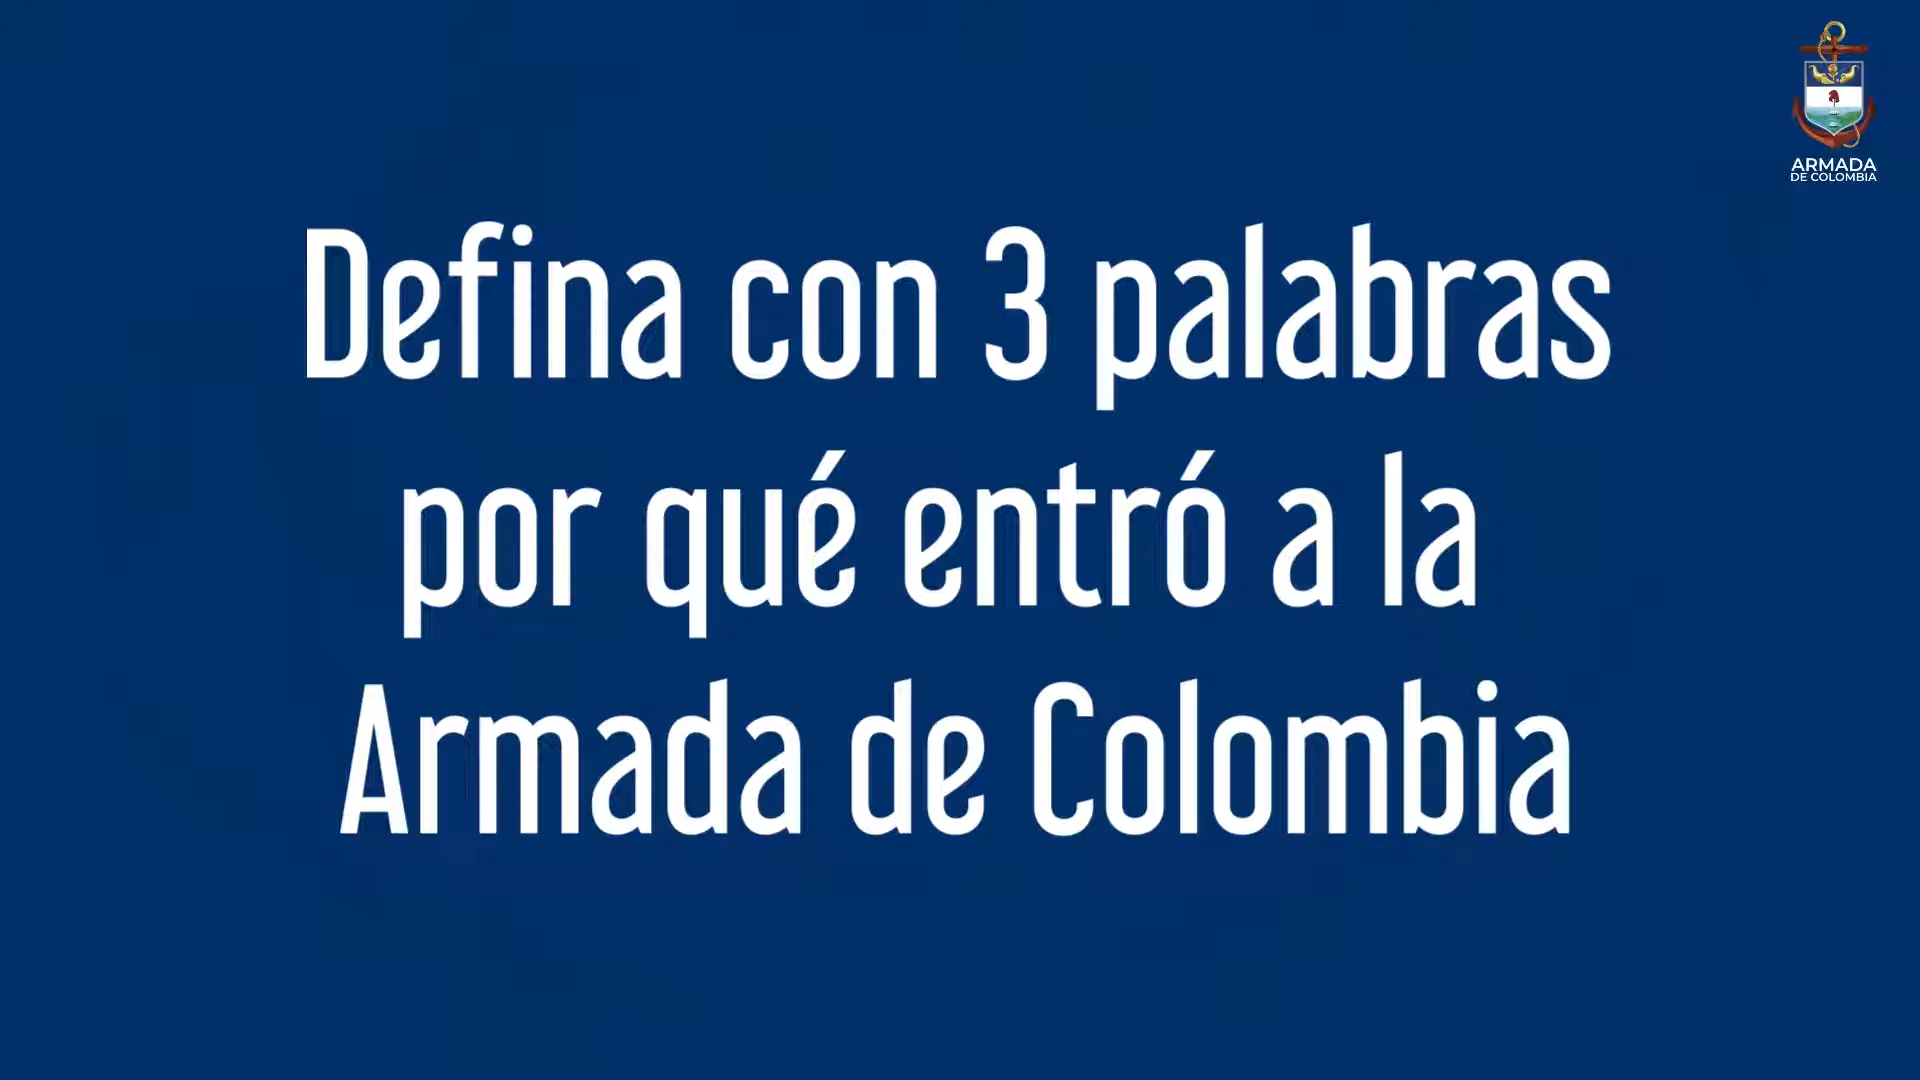 ARMADA
DE COLOMBIA
Defina con 3 palabras
por qué entró a la
Armada de Colombia